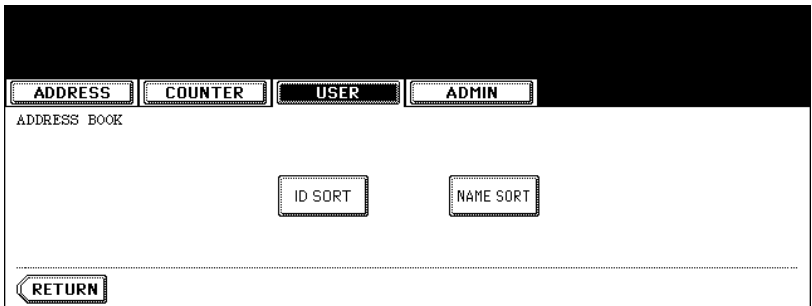 ADDRESS COUNTER USER ADMIN
ADDRESS BOOK
ID SORT NAME SORT
RETURN